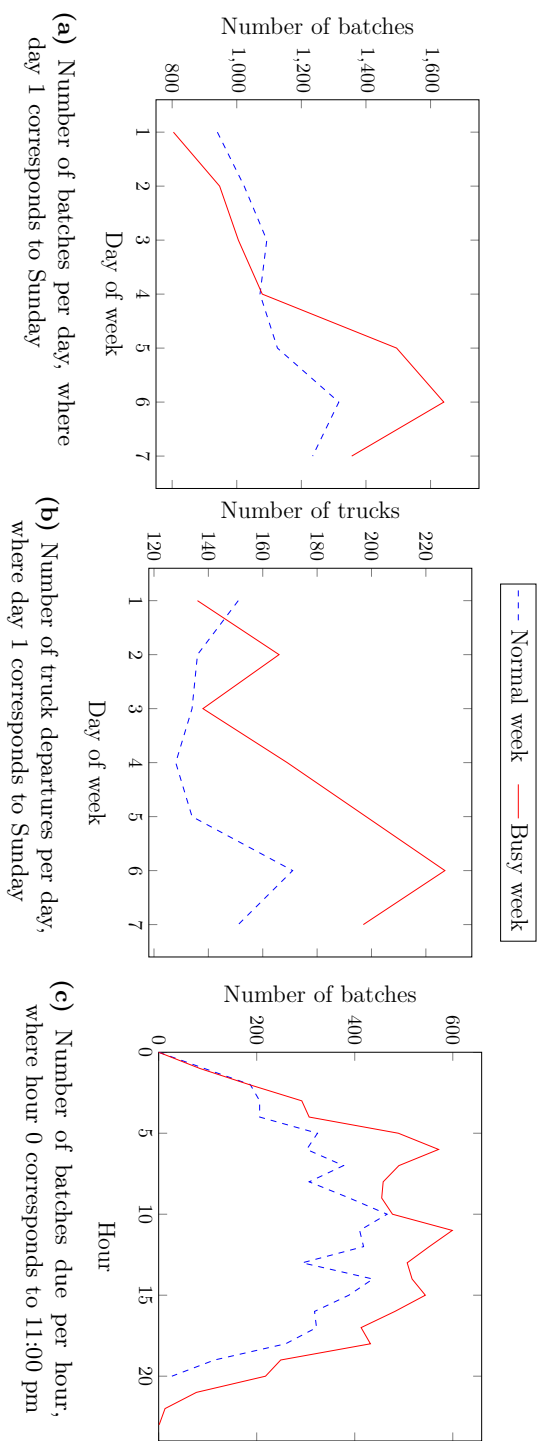 Normal week
Busy week
Number of batches
800
1,000
1,200
1,400
1,600
1
2
3
4
5
6
7
Day of week
(a) Number of batches per day, where
day 1 corresponds to Sunday
Number of trucks
120
140
160
180
200
220
1
2
3
4
5
6
7
Day of week
(b) Number of truck departures per day,
where day 1 corresponds to Sunday
Number of batches
0
200
400
600
0
5
10
15
20
Hour
(c) Number of batches due per hour,
where hour 0 corresponds to 11:00 pm